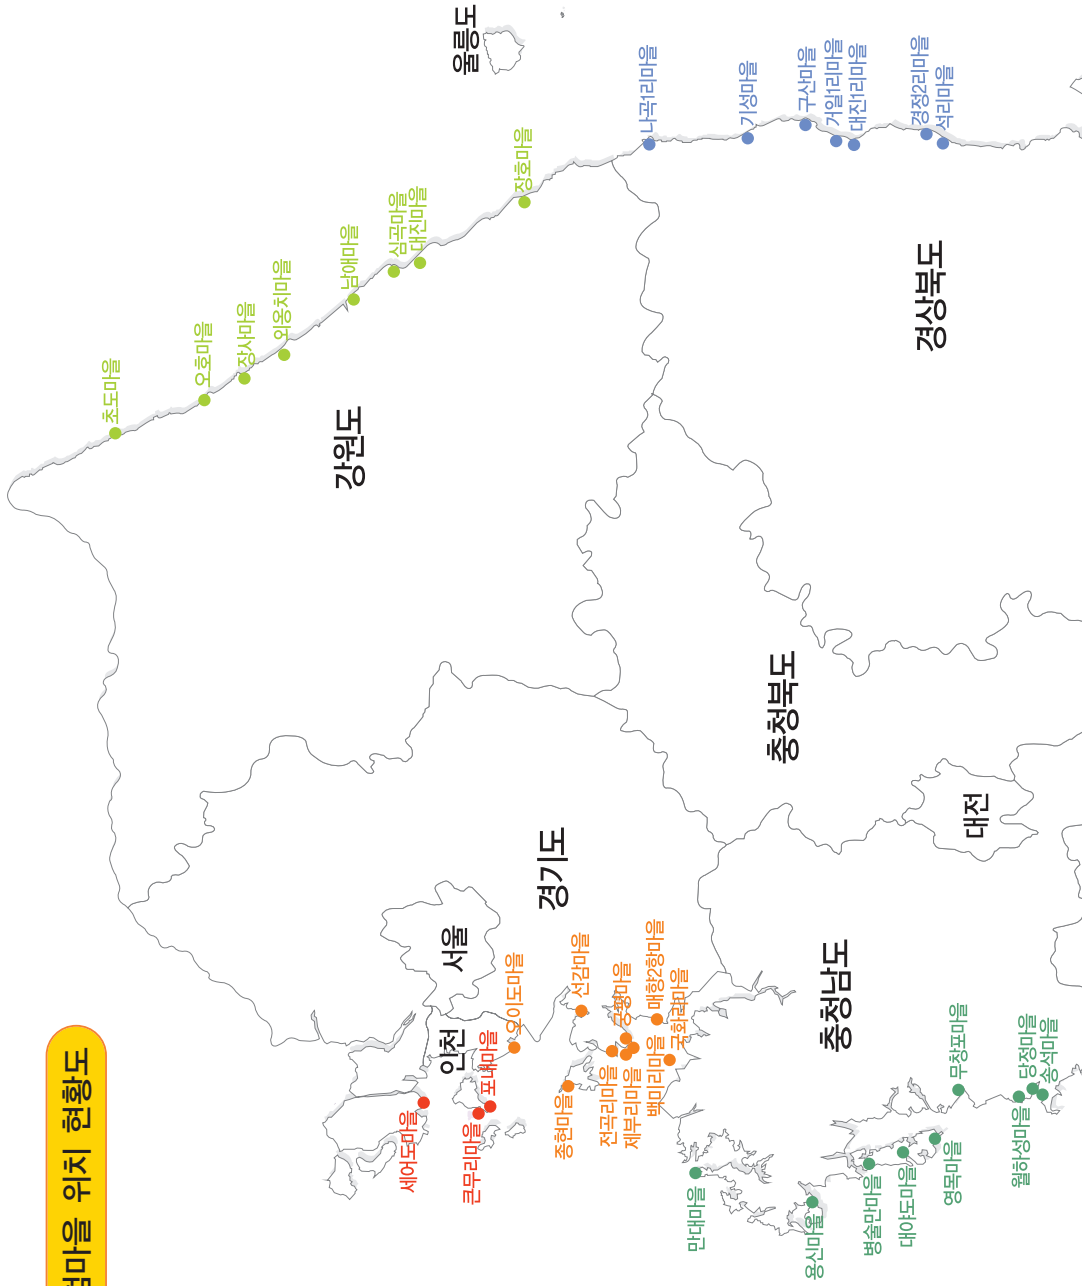 마을 위치 현황도
울릉도
초도마을
오호마을
장사마을
외옹치마을
남애마을
심곡마을
대진마을
장호마을
강원도
나곡1리마을
기성마을
구산마을
거일1리마을
대진1리마을
경정2리마을
석리마을
경상북도
충청북도
대전
경기도
서울
인천
세어도마을
큰무리마을
포내마을
오이도마을
선감마을
종현마을
전곡리마을
제부리마을
백미리마을
궁평마을
매향2항마을
국화리마을
충청남도
만대마을
용신마을
병술만마을
대야도마을
영목마을
무창포마을
월하성마을
당정마을
송석마을